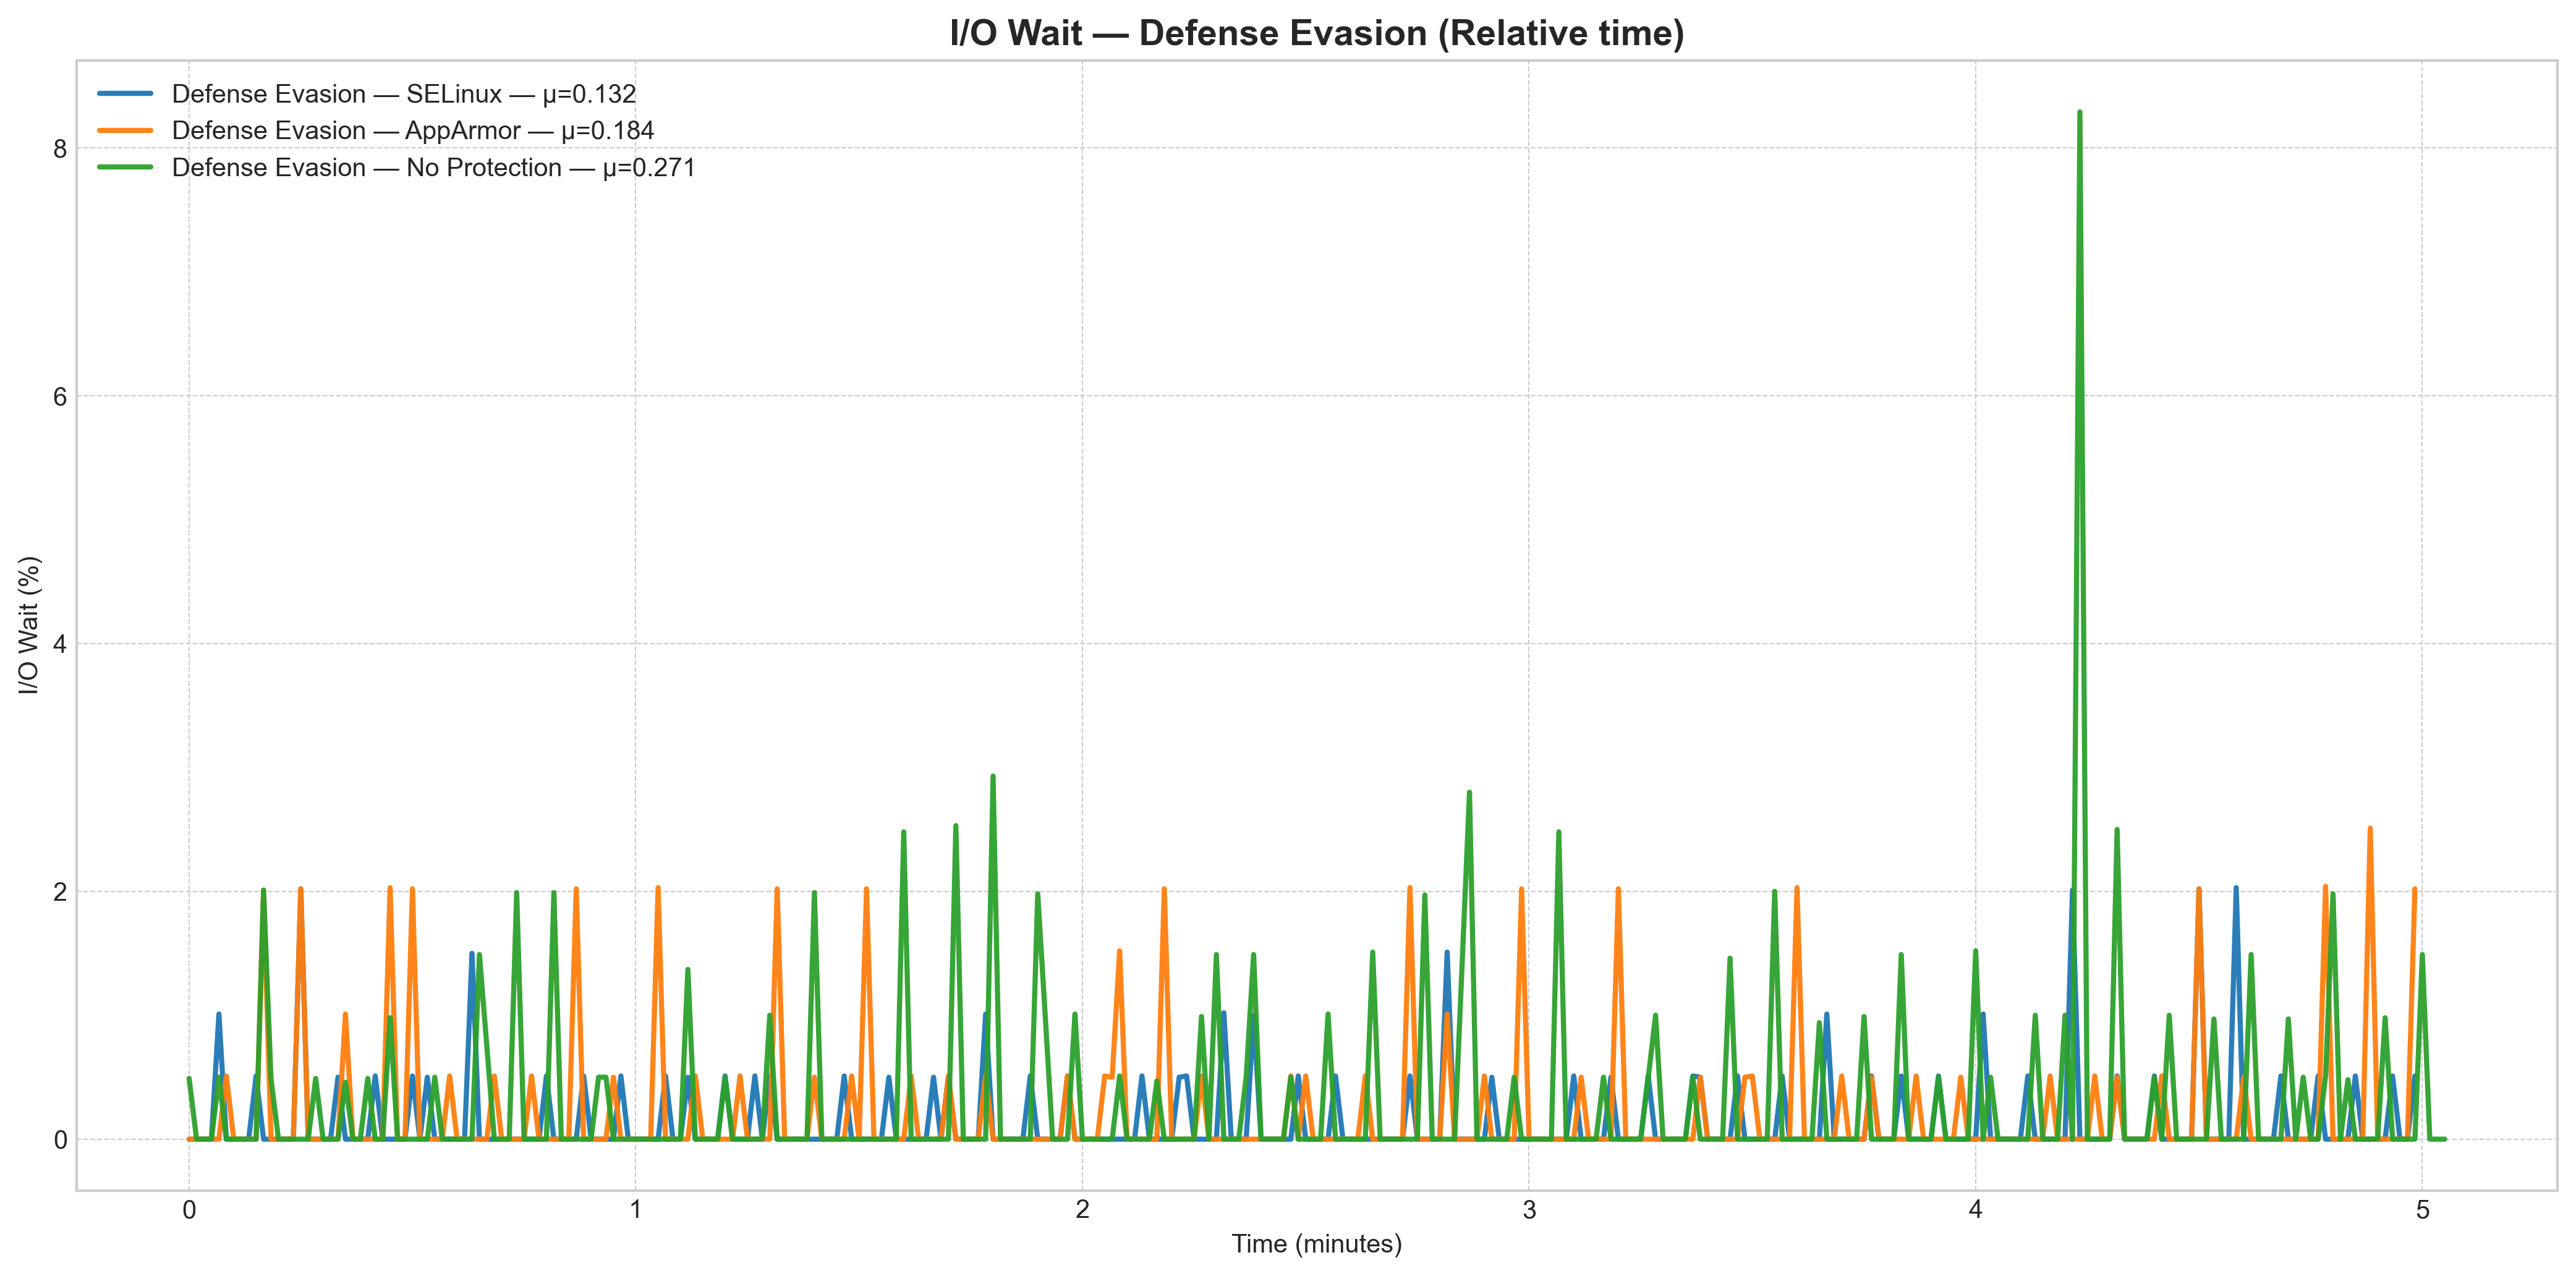 I/O Wait — Defense Evasion (Relative time)
Defense Evasion — SELinux — μ=0.132
Defense Evasion — AppArmor — μ=0.184
Defense Evasion — No Protection — μ=0.271
I/O Wait (%)
8
6
4
2
0
0 1 2 3 4 5
Time (minutes)